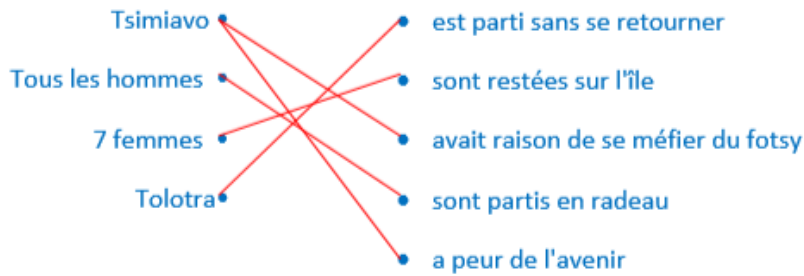 Tsimiavo
Tous les hommes
7 femmes
Tolotra
est parti sans se retourner
sont restées sur l'île
avait raison de se méfier du fotsy
sont partis en radeau
a peur de l'avenir